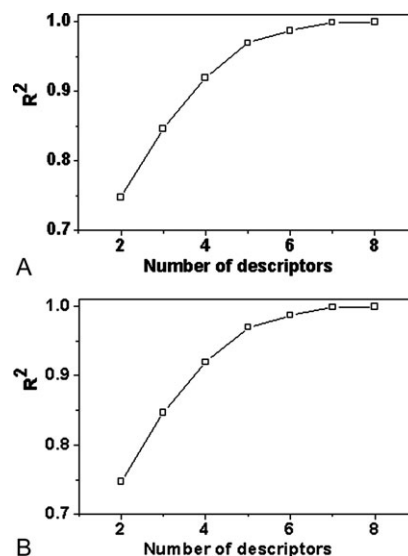 1.0
0.9
R²
0.8
0.7
2 4 6 8
A Number of descriptors
1.0
0.9
R²
0.8
0.7
2 4 6 8
B Number of descriptors